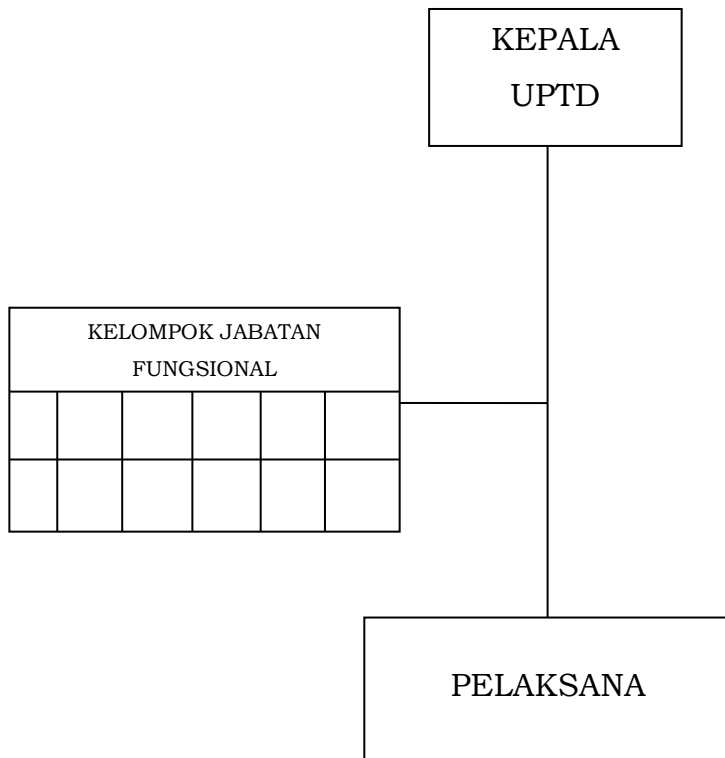 KEPALA
UPTD
KELOMPOK JABATAN
FUNGSIONAL
PELAKSANA